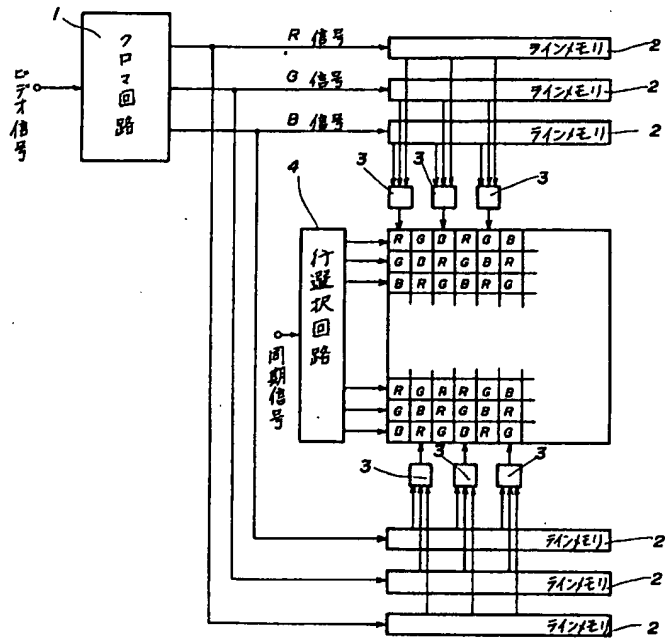 1
クロマ回路
ビデオ信号
R 信号
G 信号
B 信号
ラインメモリ 2
ラインメモリ 2
ラインメモリ 2
3 3 3
4
行選択回路
同期信号
R G B R G B
G B R G B R
B R G B R G
R G R R G B
G B R G B R
B R G B R G
3 3 3
ラインメモリ 2
ラインメモリ 2
ラインメモリ 2